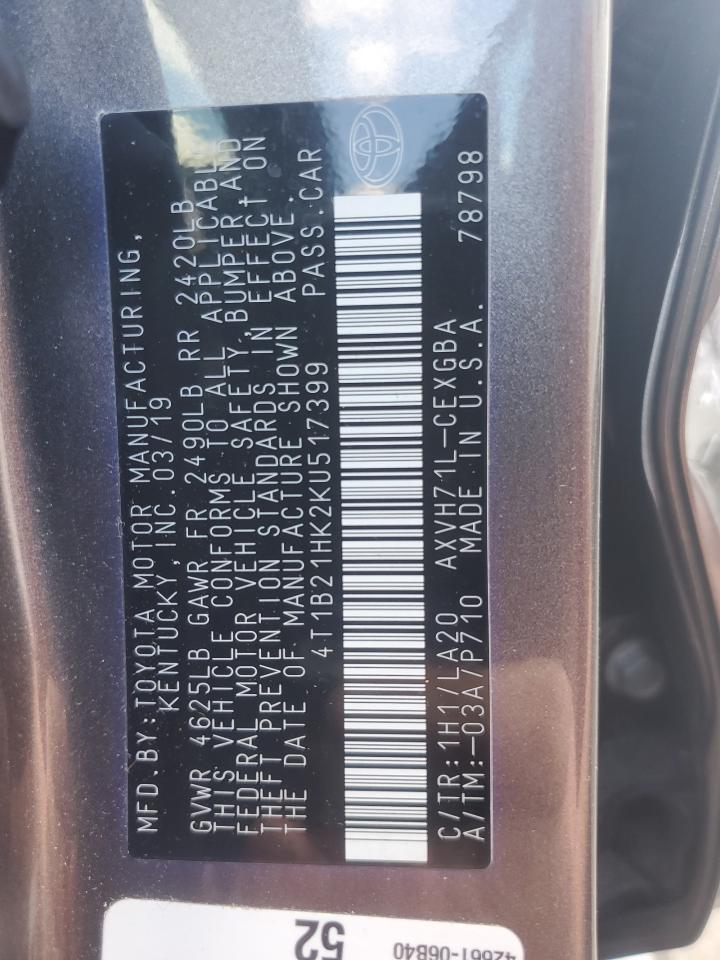 MFD.BY:TOYOTA MOTOR MANUFACTURING,
KENTUCKY,INC.03/19
GVWR 4625LB GAWR FR 2490LB RR 2420LB
THIS VEHICLE CONFORMS TO ALL APPLICABLE
FEDERAL MOTOR VEHICLE SAFETY,BUMPER AND
THEFT PREVENTION STANDARDS IN EFFECT ON
THE DATE OF MANUFACTURE SHOWN ABOVE.
4T1B21HK2KU517399 PASS.CAR
C/TR:1H1/LA20 AXVH71L-CEXGBA
A/TM:-03A/P710 MADE IN U.S.A. 78798
52
42661-06B40